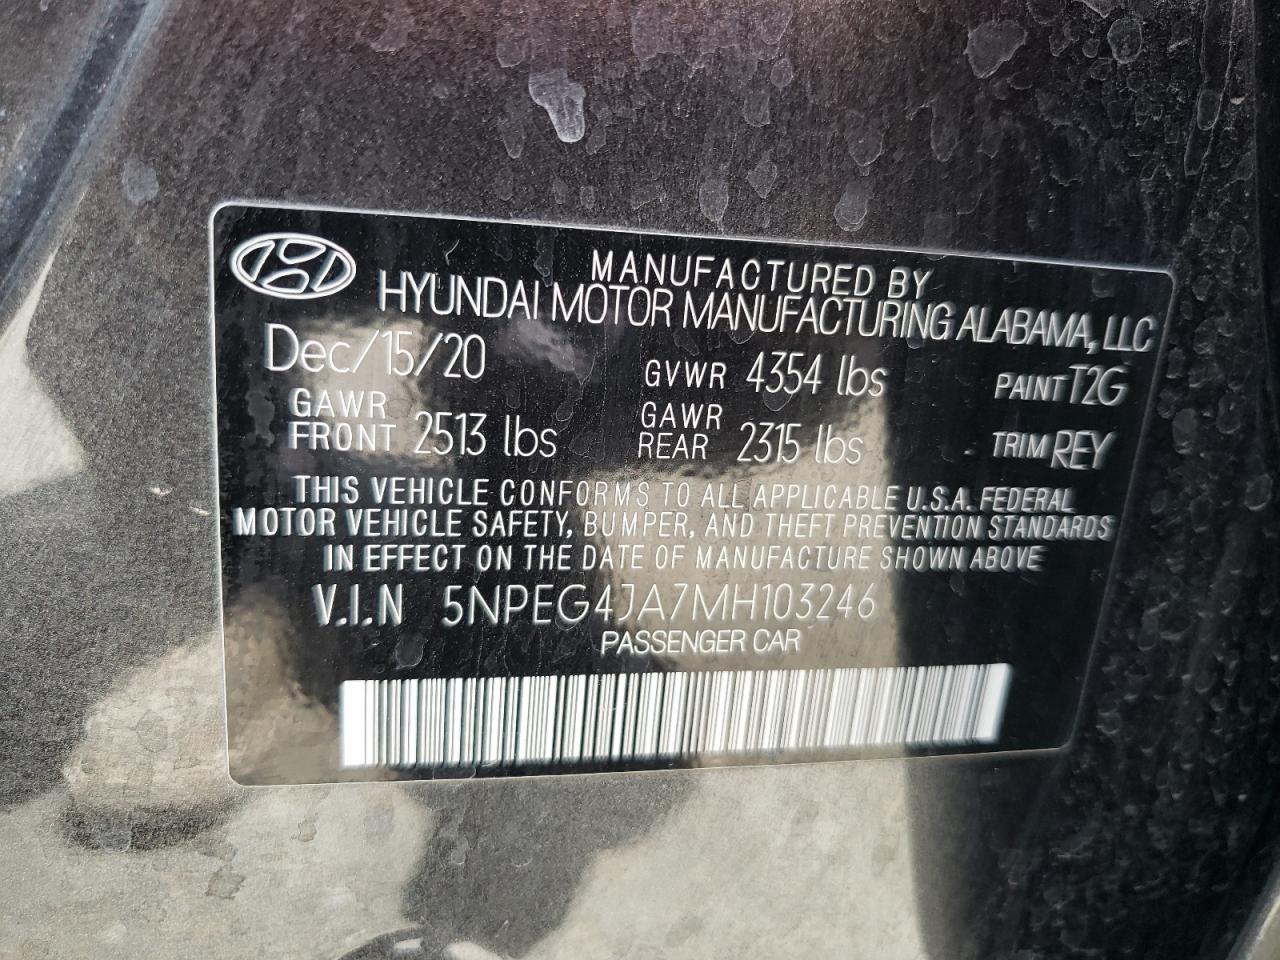 MANUFACTURED BY
HYUNDAI MOTOR MANUFACTURING ALABAMA, LLC
Dec/15/20 GVWR 4354 lbs PAINT T2G
GAWR FRONT 2513 lbs GAWR REAR 2315 lbs TRIM REY
THIS VEHICLE CONFORMS TO ALL APPLICABLE U.S.A. FEDERAL
MOTOR VEHICLE SAFETY, BUMPER, AND THEFT PREVENTION STANDARDS
IN EFFECT ON THE DATE OF MANUFACTURE SHOWN ABOVE
V.I.N 5NPEG4JA7MH103246
PASSENGER CAR